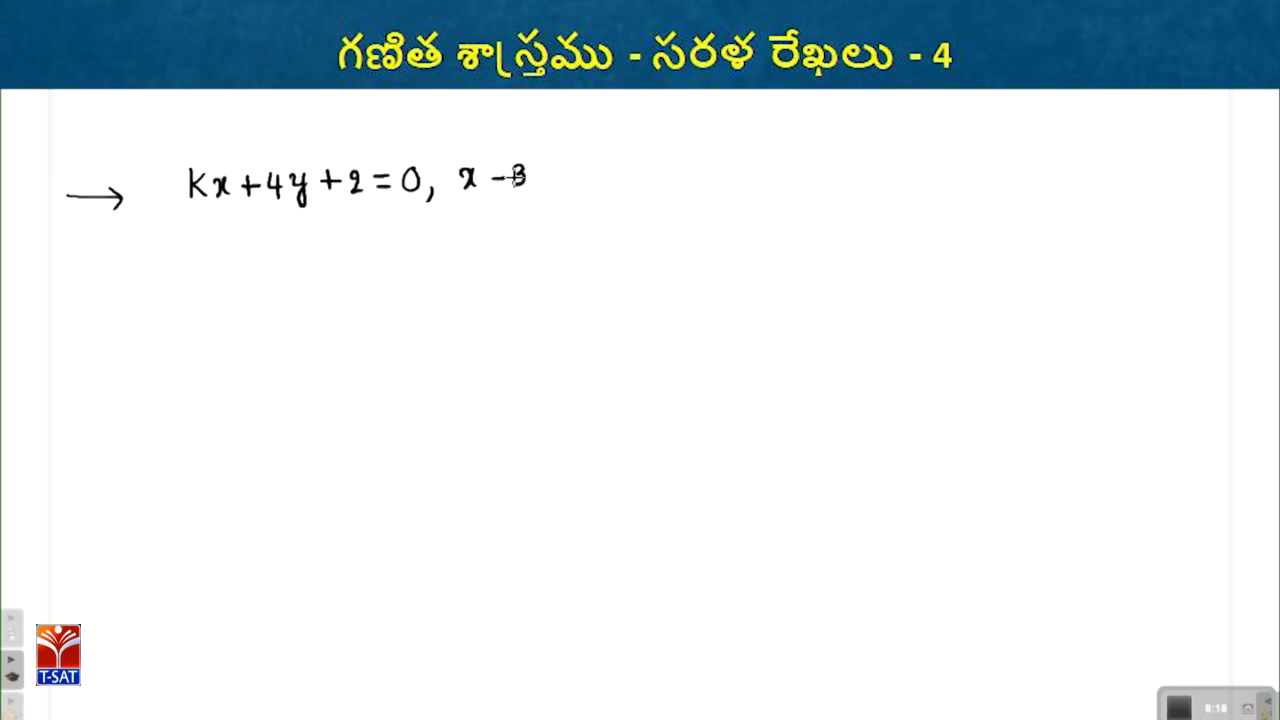 గణిత శాస్త్రము - సరళ రేఖలు - 4
→ Kx + 4y + 2 = 0, x - 3
T-SAT